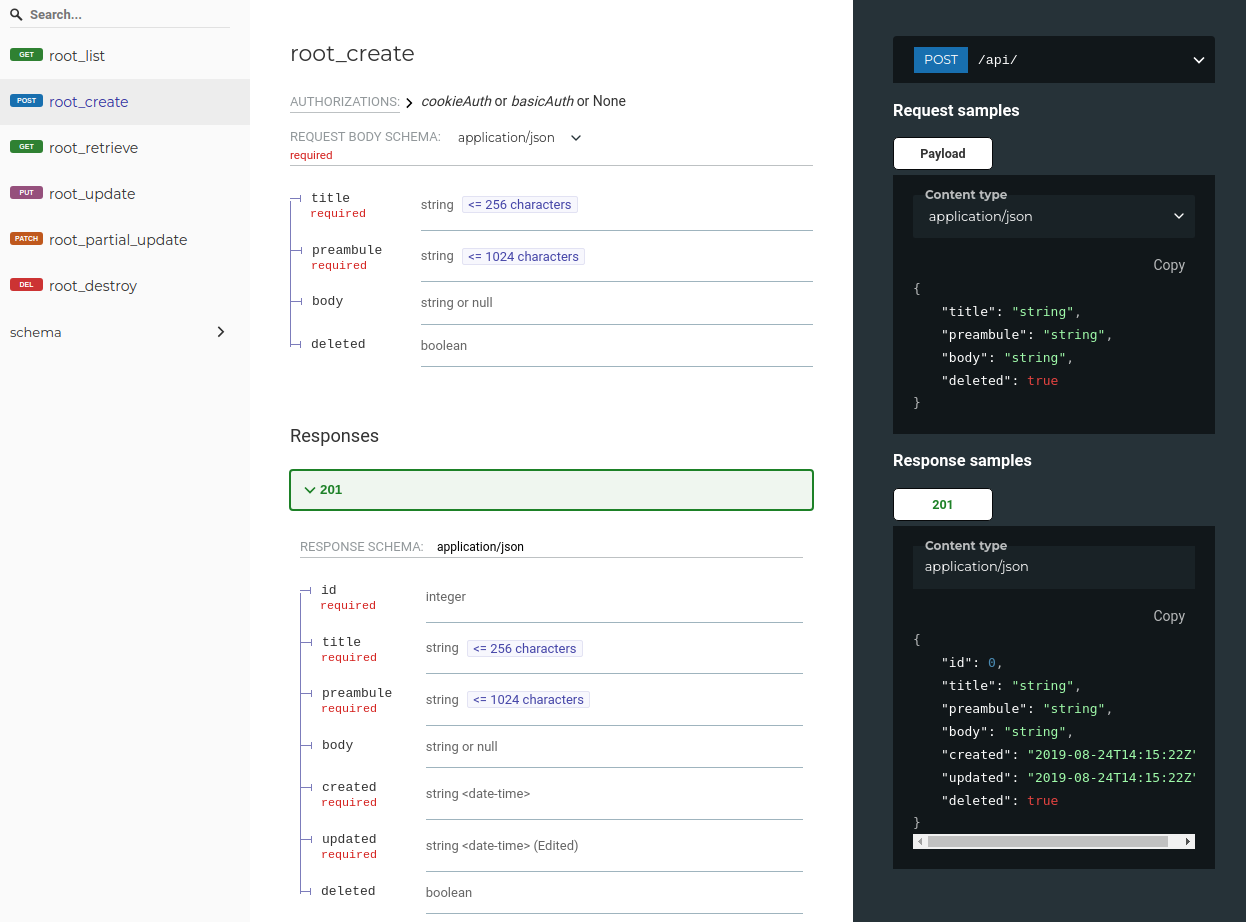 Search...
GET root_list
POST root_create
GET root_retrieve
PUT root_update
PATCH root_partial_update
DEL root_destroy
schema
root_create
AUTHORIZATIONS: cookieAuth or basicAuth or None
REQUEST BODY SCHEMA: application/json
required
title
required
string <= 256 characters
preambule
required
string <= 1024 characters
body
string or null
deleted
boolean
Responses
201
RESPONSE SCHEMA: application/json
id
required
integer
title
required
string <= 256 characters
preambule
required
string <= 1024 characters
body
string or null
created
required
string <date-time>
updated
required
string <date-time> (Edited)
deleted
boolean
POST /api/
Request samples
Payload
Content type
application/json
Copy
{
"title": "string",
"preambule": "string",
"body": "string",
"deleted": true
}
Response samples
201
Content type
application/json
Copy
{
"id": 0,
"title": "string",
"preambule": "string",
"body": "string",
"created": "2019-08-24T14:15:22Z"
"updated": "2019-08-24T14:15:22Z"
"deleted": true
}